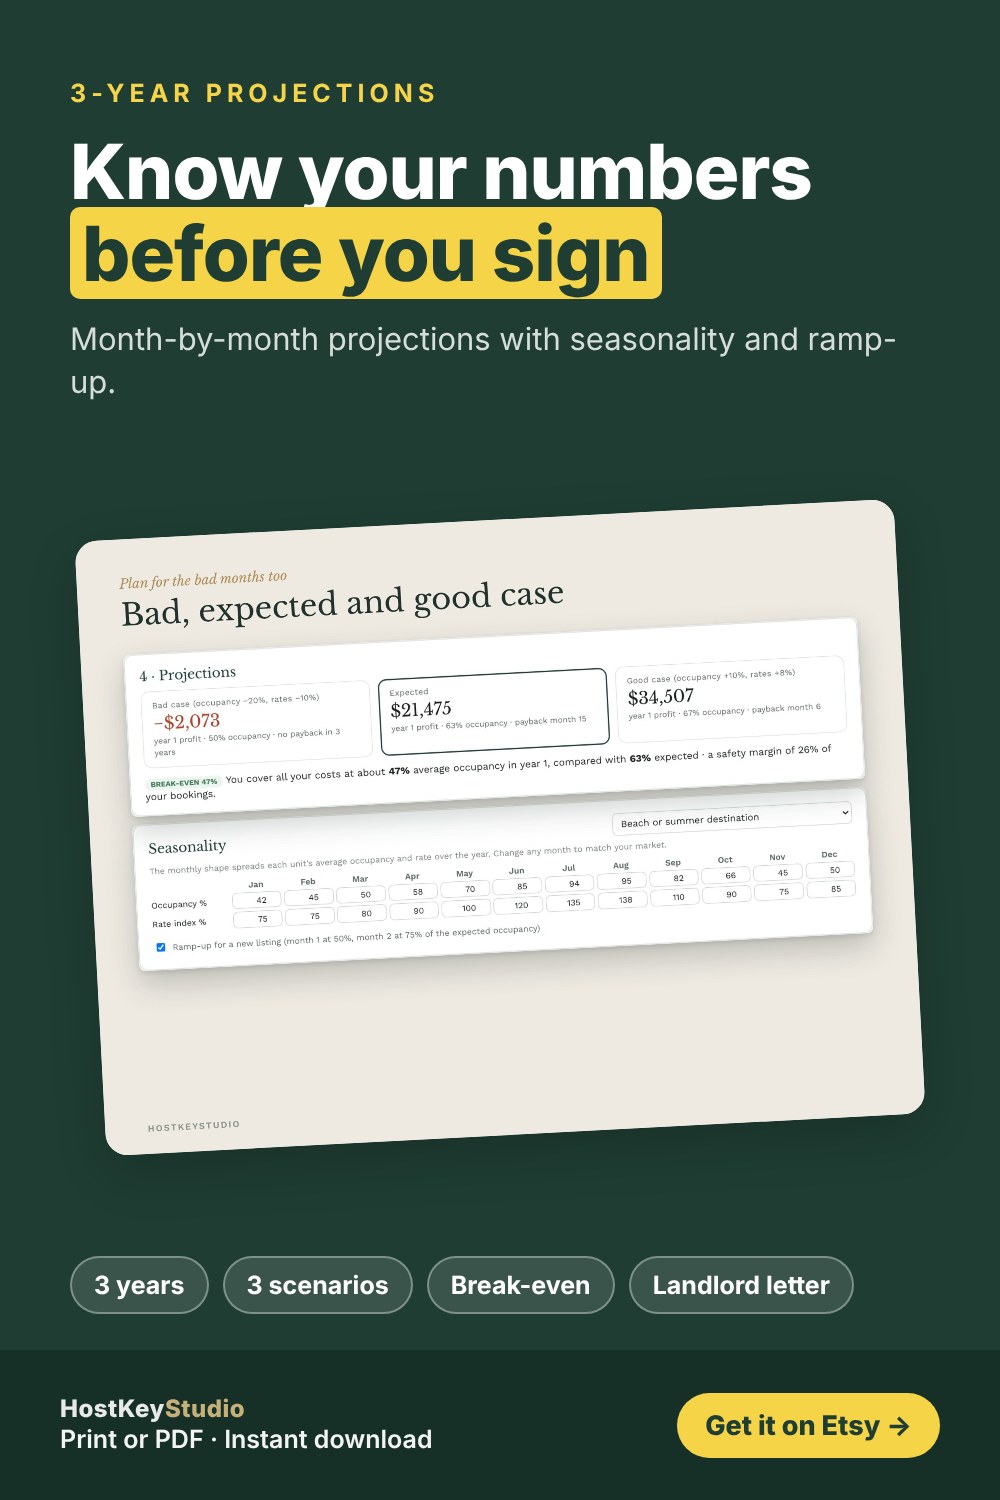 3-YEAR PROJECTIONS
Know your numbers
before you sign
Month-by-month projections with seasonality and ramp-
up.
Plan for the bad months too
Bad, expected and good case
4 · Projections
Bad case (occupancy −20%, rates −10%)
−$2,073
year 1 profit · 50% occupancy · no payback in 3
years
Expected
$21,475
year 1 profit · 63% occupancy · payback month 15
Good case (occupancy +10%, rates +8%)
$34,507
year 1 profit · 67% occupancy · payback month 6
BREAK-EVEN 47% You cover all your costs at about 47% average occupancy in year 1, compared with 63% expected · a safety margin of 26% of
your bookings.
Seasonality
Beach or summer destination
The monthly shape spreads each unit's average occupancy and rate over the year. Change any month to match your market.
Jan Feb Mar Apr May Jun Jul Aug Sep Oct Nov Dec
Occupancy % 42 45 50 58 70 85 94 95 82 66 45 50
Rate index % 75 75 80 90 100 120 135 138 110 90 75 85
Ramp-up for a new listing (month 1 at 50%, month 2 at 75% of the expected occupancy)
HOSTKEYSTUDIO
3 years
3 scenarios
Break-even
Landlord letter
HostKeyStudio
Print or PDF · Instant download
Get it on Etsy →